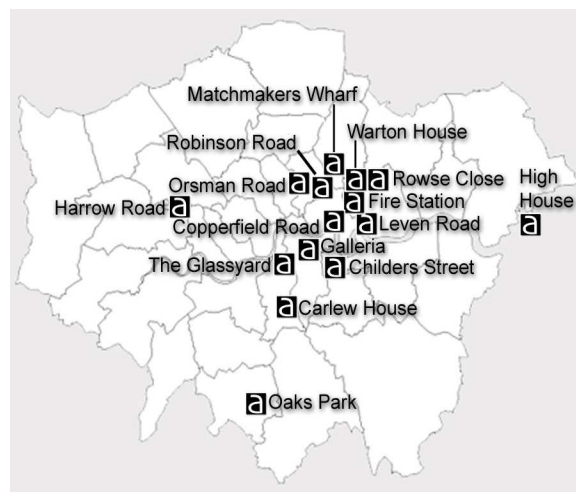 Matchmakers Wharf
Robinson Road
Warton House
Orsman Road
a
a
a
a
a
Rowse Close
High
House
a
Harrow Road
a
a
Fire Station
Copperfield Road
a
a
Leven Road
a
Galleria
The Glassyard
a
a
Childers Street
a
Carlew House
a
Oaks Park